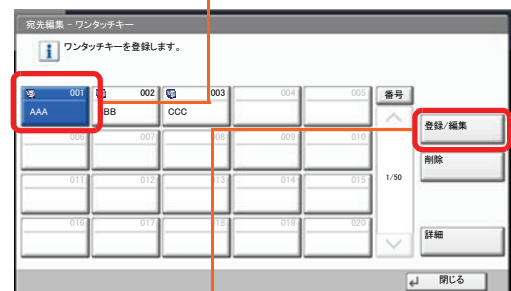 宛先編集 - ワンタッチキー
ワンタッチキーを登録します。
001 002 003 004 005 番号
AAA BBB CCC
登録/編集
006 007 008 009 010
削除
011 012 013 014 015 1/50
016 017 018 019 020
詳細
閉じる